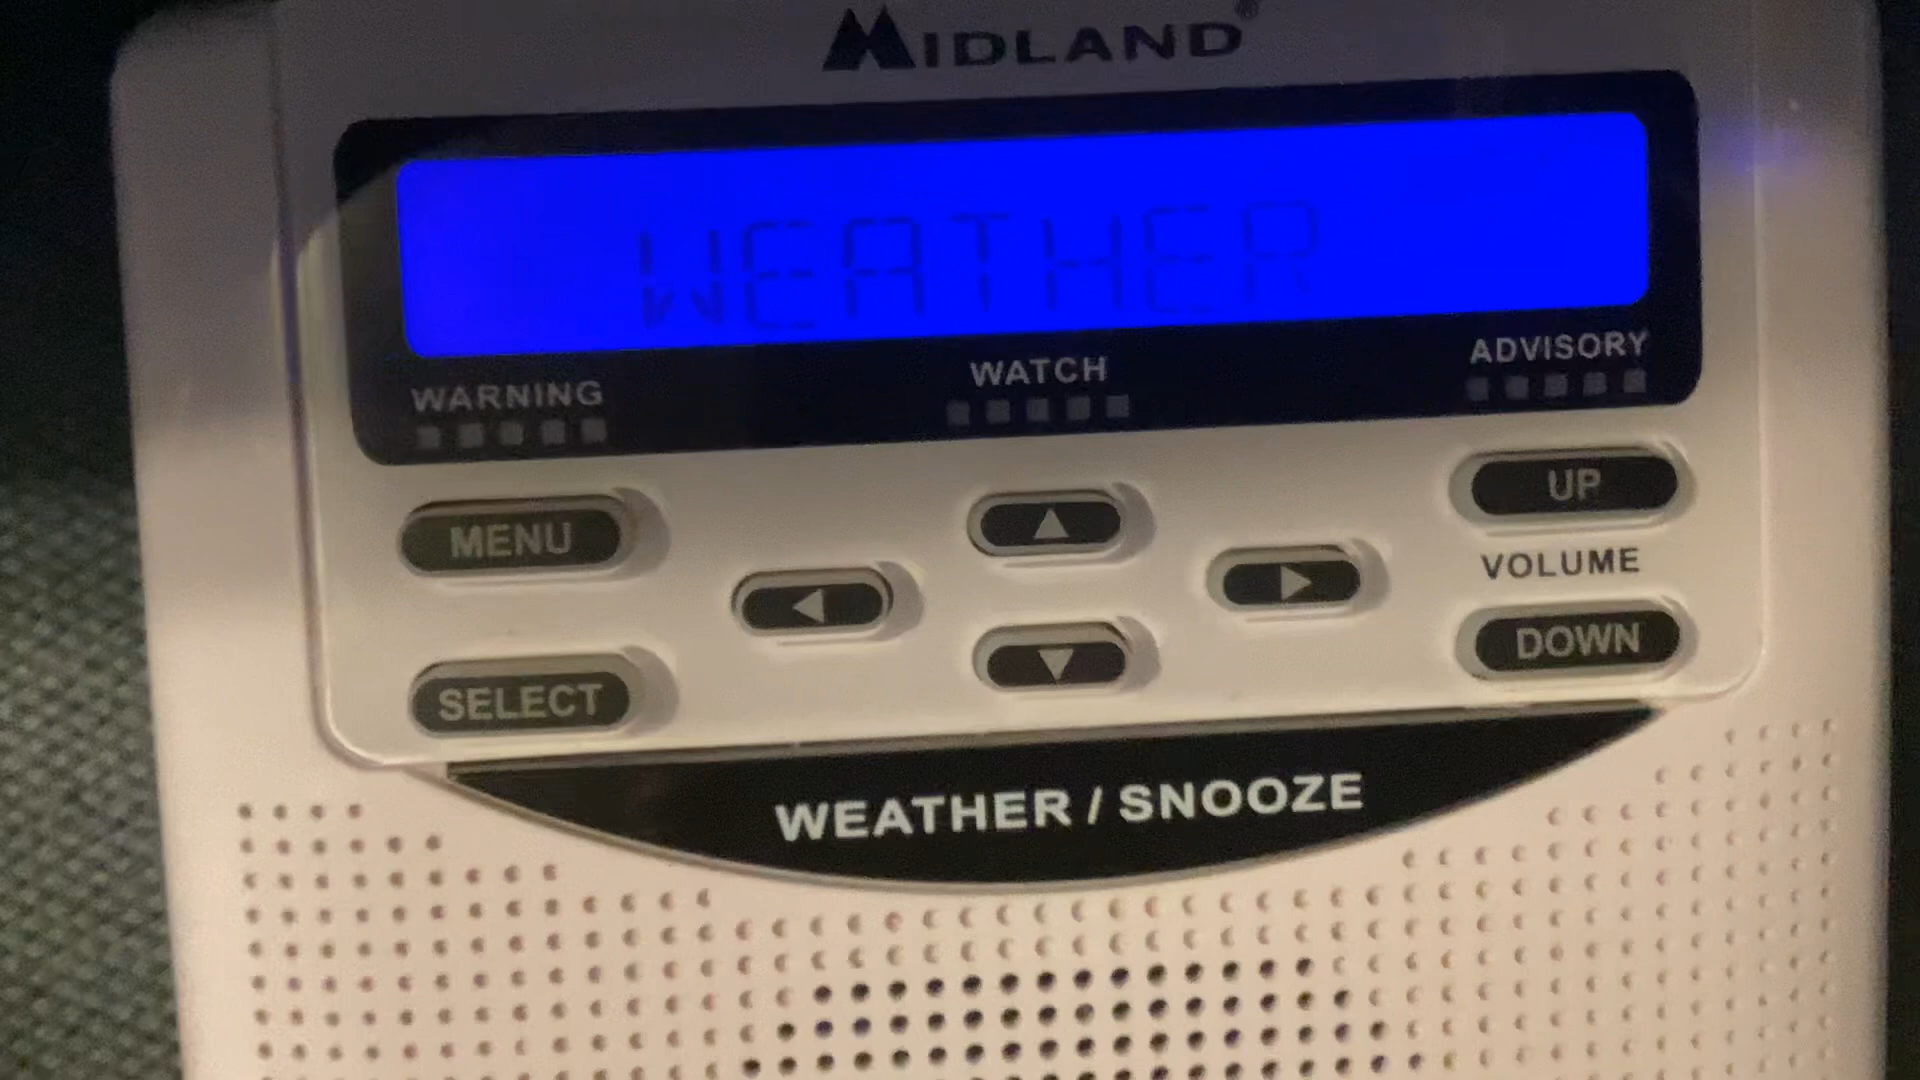 MIDLAND®
WEATHER
WARNING
WATCH
ADVISORY
MENU
UP
VOLUME
SELECT
DOWN
WEATHER / SNOOZE